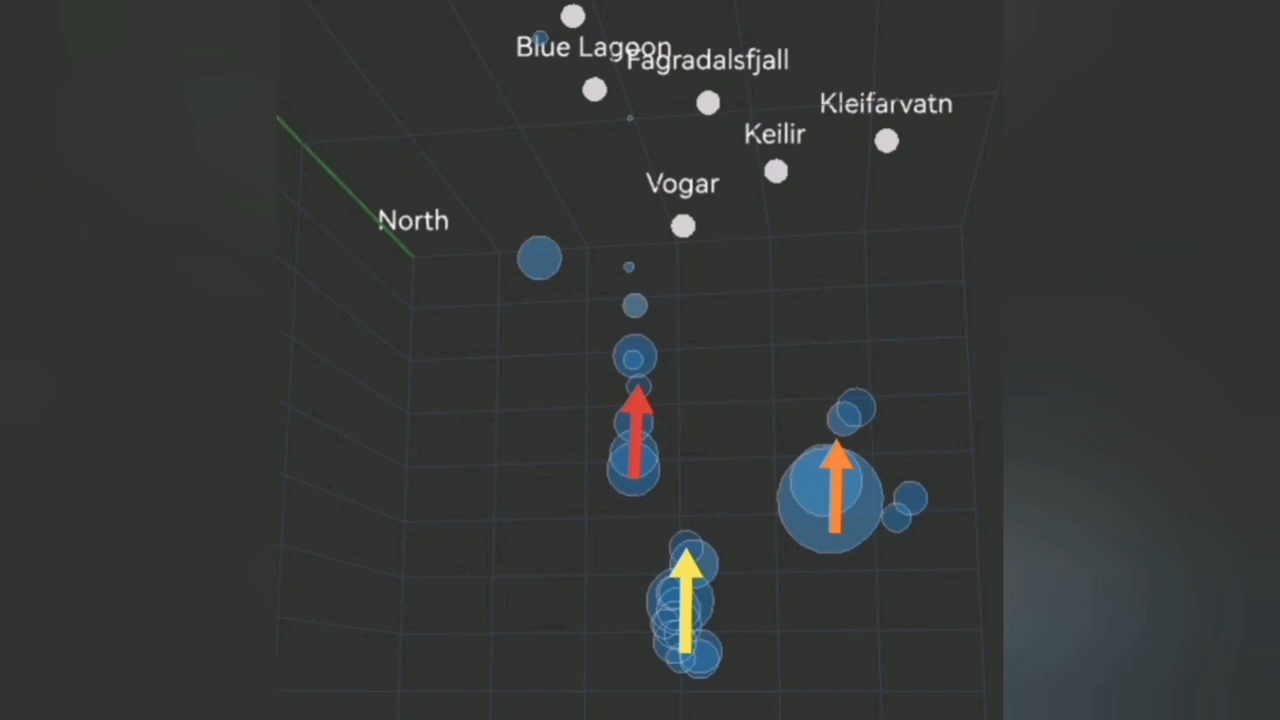 Blue Lagoon
Fagradalsfjall
Kleifarvatn
Keilir
Vogar
North